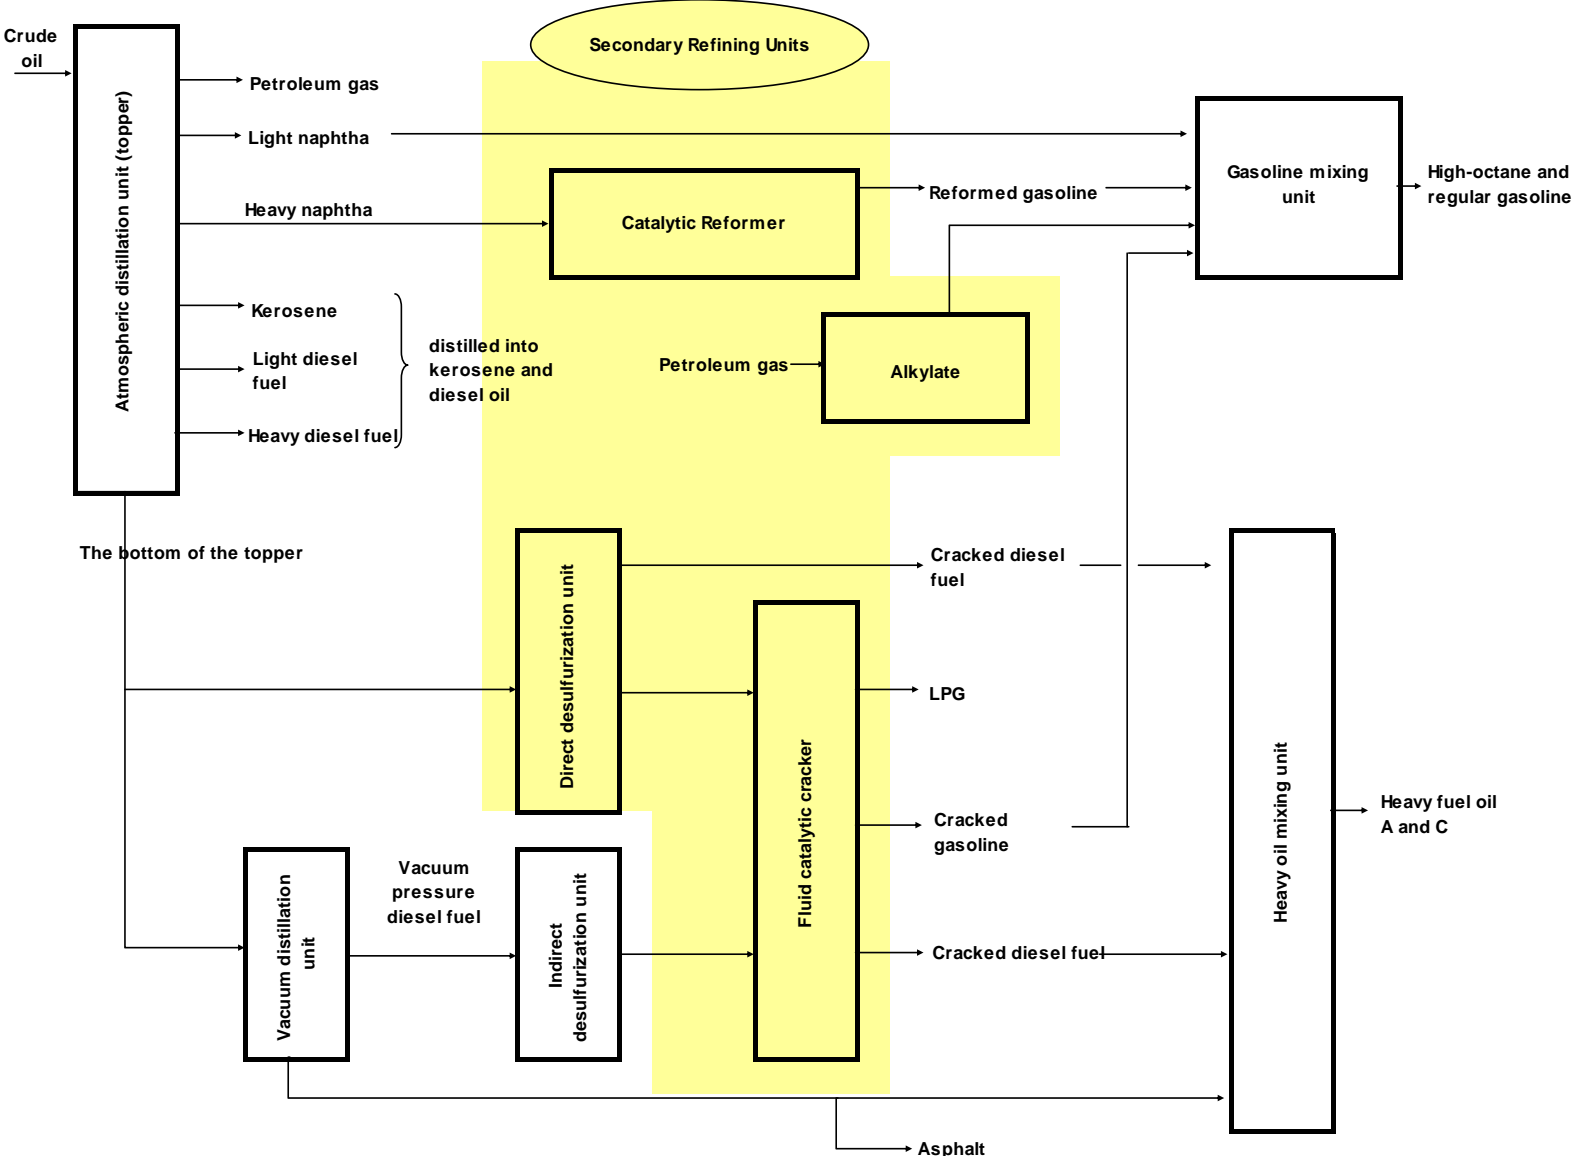 Crude
oil
Secondary Refining Units
Petroleum gas
Light naphtha
Heavy naphtha
Atmospheric distillation unit (topper)
Catalytic Reformer
Reformed gasoline
Gasoline mixing
unit
High-octane and
regular gasoline
Kerosene
Light diesel
fuel
Heavy diesel fuel
distilled into
kerosene and
diesel oil
Petroleum gas
Alkylate
The bottom of the topper
Direct desulfurization unit
Cracked diesel
fuel
LPG
Fluid catalytic cracker
Cracked
gasoline
Heavy oil mixing unit
Heavy fuel oil
A and C
Vacuum
pressure
diesel fuel
Vacuum distillation
unit
Indirect
desulfurization unit
Cracked diesel fuel
Asphalt